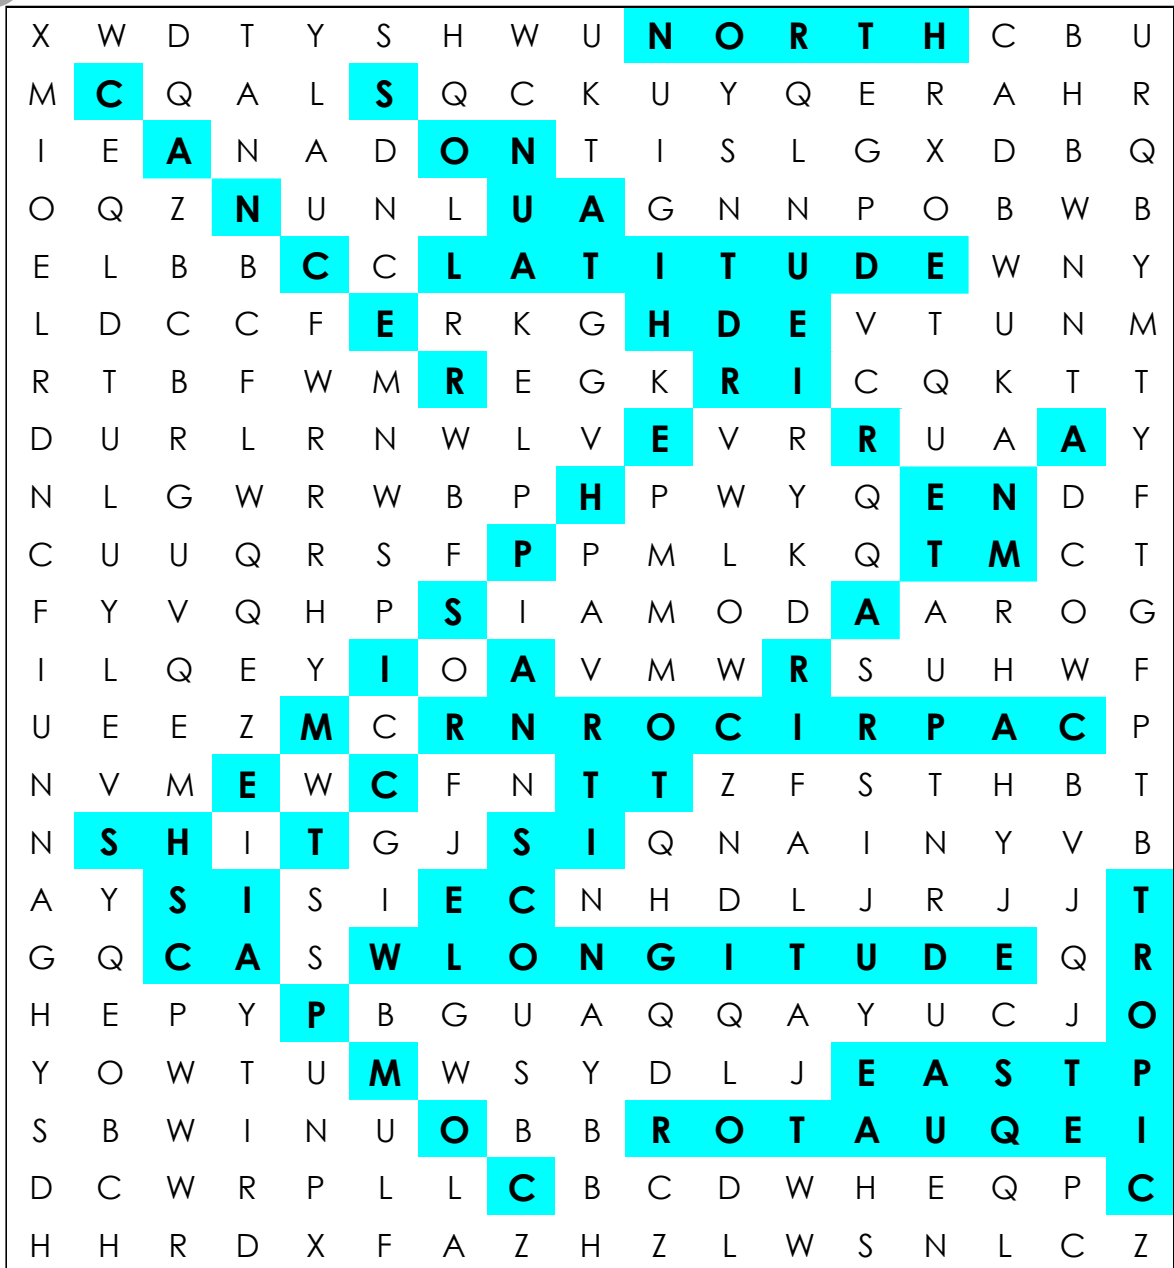 X W D T Y S H W U N O R T H C B U
M C Q A L S Q C K U Y Q E R A H R
I E A N A D O N T I S L G X D B Q
O Q Z N U N L U A G N N P O B W B
E L B B C C L A T I T U D E W N Y
L D C C F E R K G H D E V T U N M
R T B F W M R E G K R I C Q K T T
D U R L R N W L V E V R R U A A Y
N L G W R W B P H P W Y Q E N D F
C U U Q R S F P P M L K Q T M C T
F Y V Q H P S I A M O D A A R O G
I L Q E Y I O A V M W R S U H W F
U E E Z M C R N R O C I R P A C P
N V M E W C F N T T Z F S T H B T
N S H I T G J S I Q N A I N Y V B
A Y S I S I E C N H D L J R J J T
G Q C A S W L O N G I T U D E Q R
H E P Y P B G U A Q Q A Y U C J O
Y O W T U M W S Y D L J E A S T P
S B W I N U O B B R O T A U Q E I
D C W R P L L C B C D W H E Q P C
H H R D X F A Z H Z L W S N L C Z